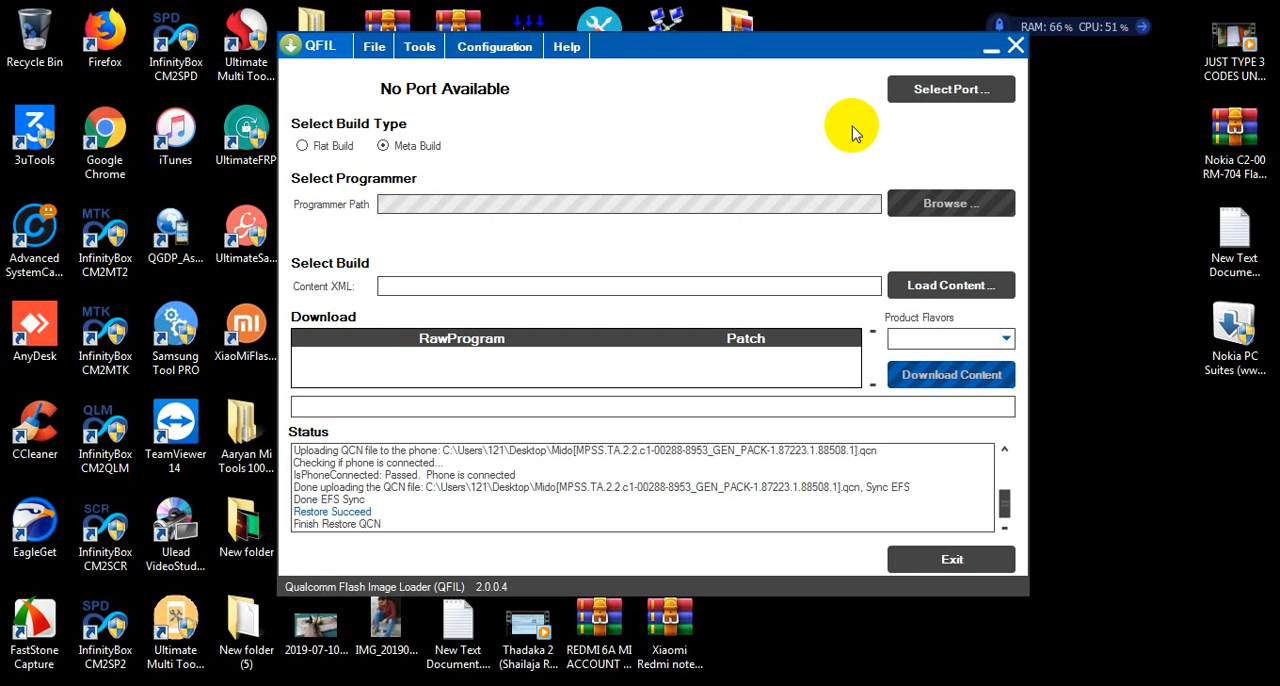 RAM: 66 % CPU: 51 %
QFIL
File
Tools
Configuration
Help
No Port Available
Select Port ...
Select Build Type
Flat Build
Meta Build
Select Programmer
Programmer Path
Browse ...
Select Build
Content XML:
Load Content ...
Download
Product Flavors
RawProgram
Patch
Download Content
Status
Uploading QCN file to the phone: C:\Users\121\Desktop\Mido[MPSS.TA.2.2.c1-00288-8953_GEN_PACK-1.87223.1.88508.1].qcn
Checking if phone is connected...
IsPhoneConnected: Passed. Phone is connected
Done uploading the QCN file: C:\Users\121\Desktop\Mido[MPSS.TA.2.2.c1-00288-8953_GEN_PACK-1.87223.1.88508.1].qcn, Sync EFS
Done EFS Sync
Restore Succeed
Finish Restore QCN
Exit
Qualcomm Flash Image Loader (QFIL) 2.0.0.4
Recycle Bin
Firefox
SPD
InfinityBox
CM2SPD
Ultimate
Multi Too...
3uTools
Google
Chrome
iTunes
UltimateFRP
Advanced
SystemCa...
MTK
InfinityBox
CM2MT2
QGDP_As...
UltimateSa...
AnyDesk
MTK
InfinityBox
CM2MTK
Samsung
Tool PRO
XiaoMiFlas...
CCleaner
QLM
InfinityBox
CM2QLM
TeamViewer
14
Aaryan Mi
Tools 100...
EagleGet
SCR
InfinityBox
CM2SCR
Ulead
VideoStud...
New folder
FastStone
Capture
SPD
InfinityBox
CM2SP2
Ultimate
Multi Too...
New folder
(5)
2019-07-10...
IMG_20190...
New Text
Document....
Thadaka 2
(Shailaja R...
REDMI 6A MI
ACCOUNT ...
Xiaomi
Redmi note...
JUST TYPE 3
CODES UN...
Nokia C2-00
RM-704 Fla...
New Text
Docume...
Nokia PC
Suites (ww...